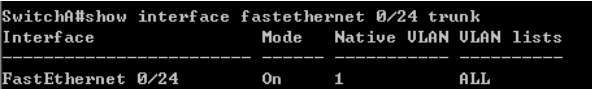 SwitchA#show interface fastethernet 0/24 trunk
Interface Mode Native VLAN VLAN lists
------------------------ ------ ----------- ----------
FastEthernet 0/24 On 1 ALL